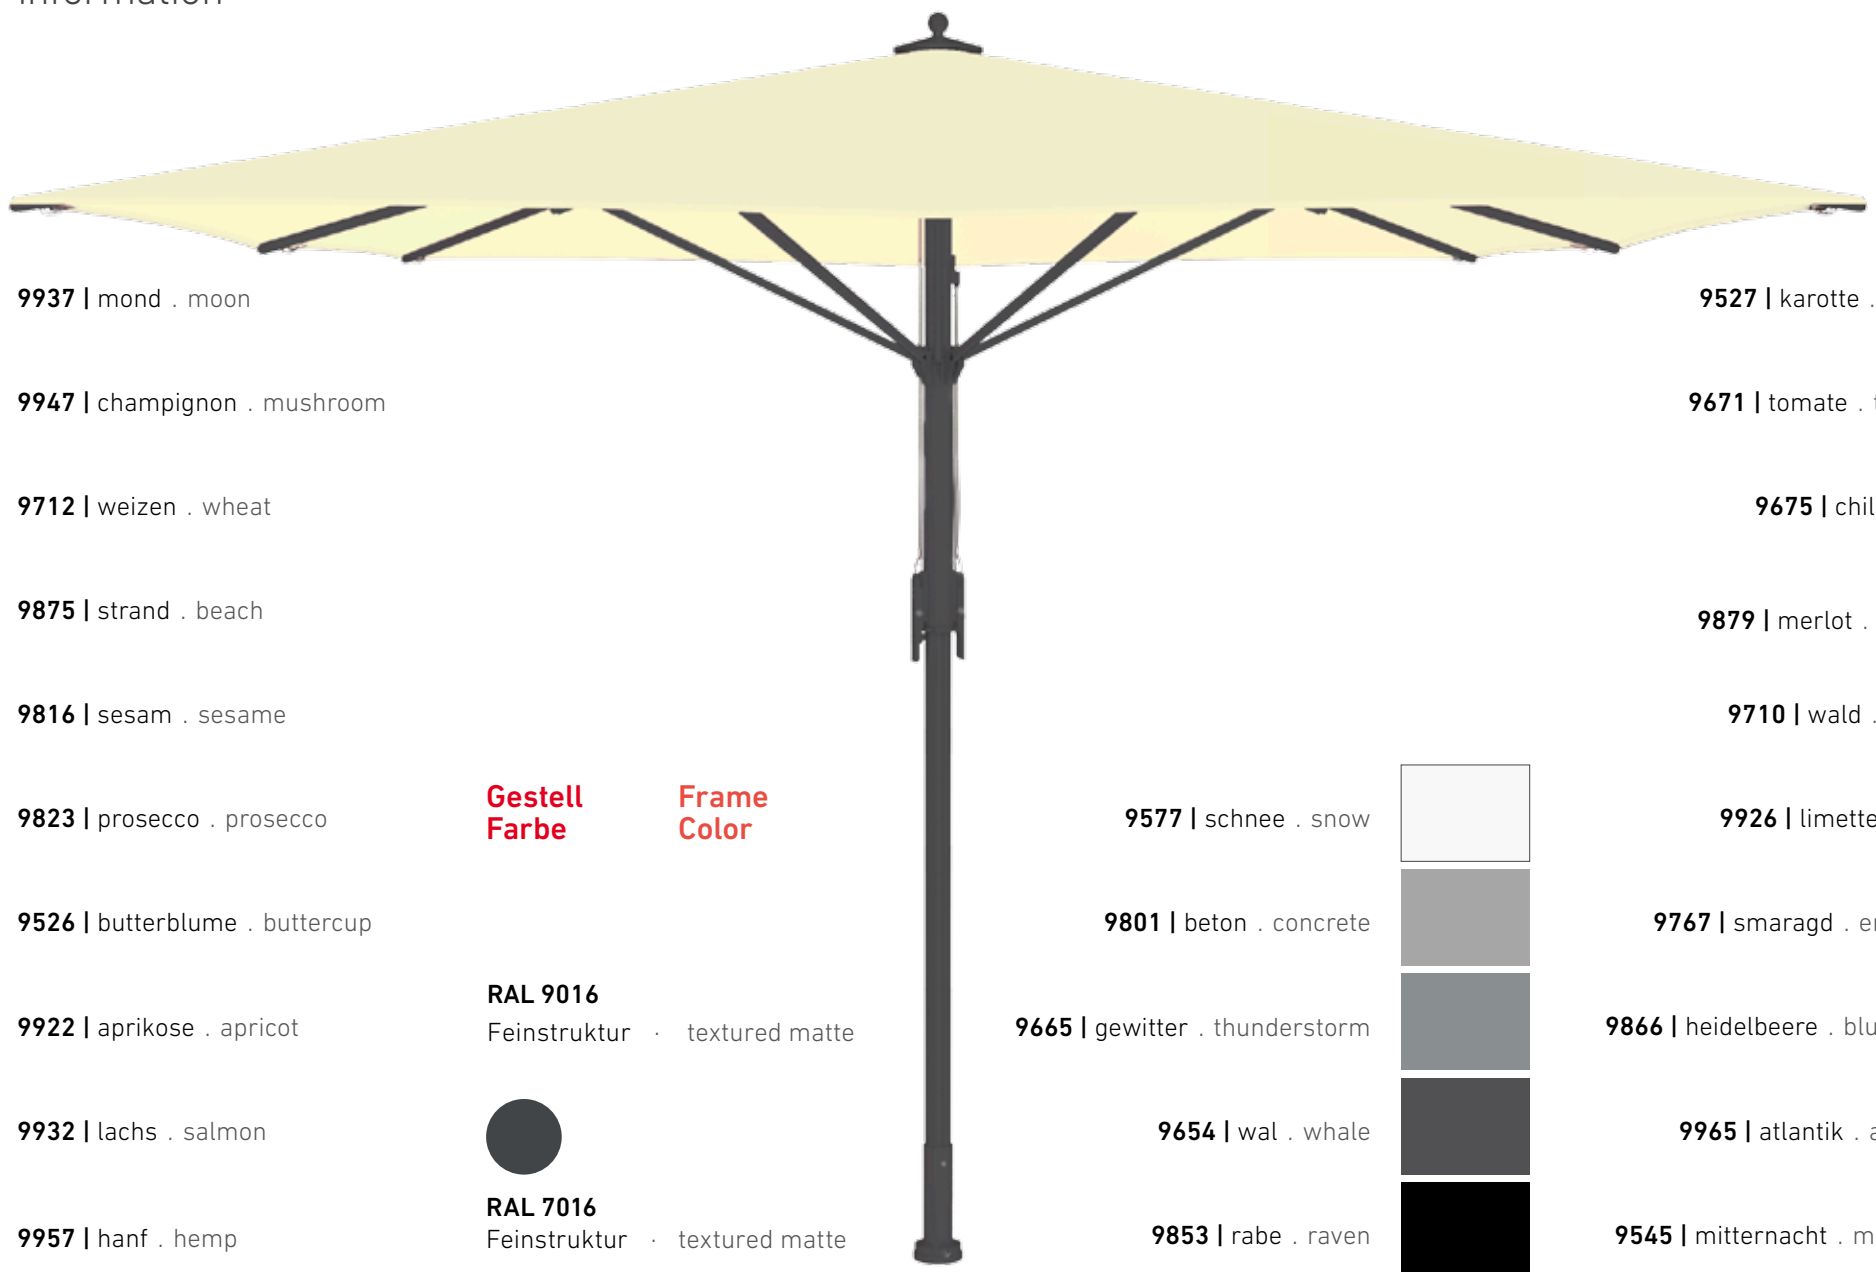 9937 | mond . moon
9947 | champignon . mushroom
9712 | weizen . wheat
9875 | strand . beach
9816 | sesam . sesame
9823 | prosecco . prosecco
9526 | butterblume . buttercup
9922 | aprikose . apricot
9932 | lachs . salmon
9957 | hanf . hemp
Gestell Frame
Farbe Color
RAL 9016
Feinstruktur · textured matte
RAL 7016
Feinstruktur · textured matte
9577 | schnee . snow
9801 | beton . concrete
9665 | gewitter . thunderstorm
9654 | wal . whale
9853 | rabe . raven
9527 | karotte .
9671 | tomate .
9675 |
9879 | merlot .
9710 | wald .
9926 | limette
9767 | smaragd .
9866 | heidelbeere .
9965 | atlantik .
9545 | mitternacht .